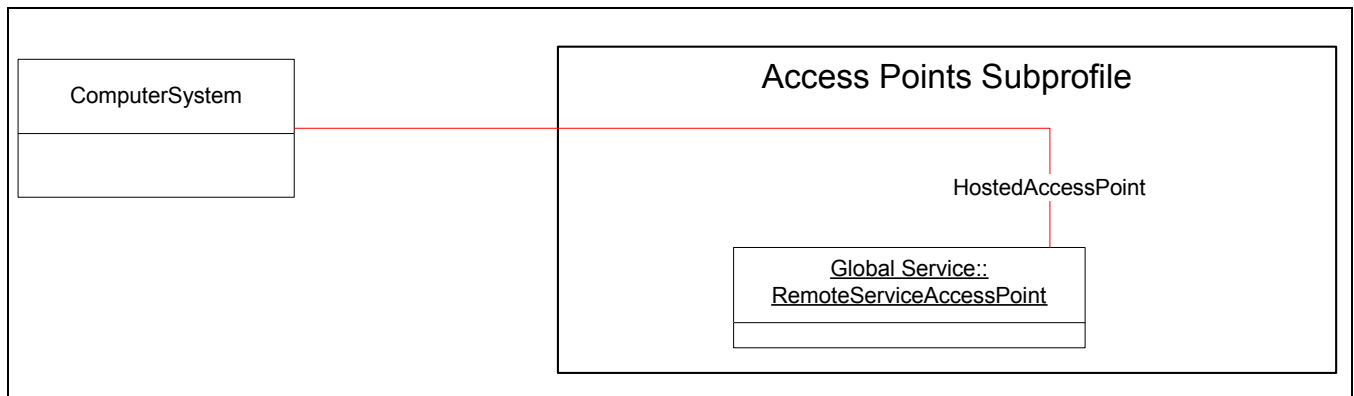 Access Points Subprofile
ComputerSystem
HostedAccessPoint
Global Service::
RemoteServiceAccessPoint